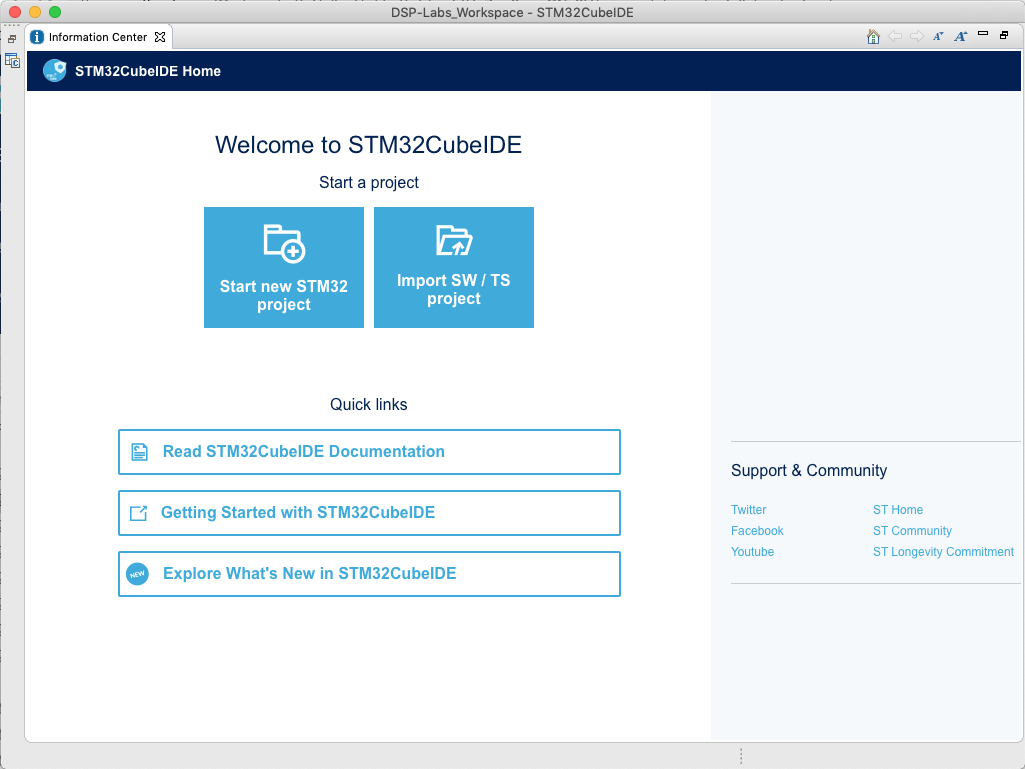 DSP-Labs_Workspace - STM32CubeIDE
Information Center
STM32CubeIDE Home
Welcome to STM32CubeIDE
Start a project
Start new STM32
project
Import SW / TS
project
Quick links
Read STM32CubeIDE Documentation
Getting Started with STM32CubeIDE
NEW
Explore What's New in STM32CubeIDE
Support & Community
Twitter
ST Home
Facebook
ST Community
Youtube
ST Longevity Commitment